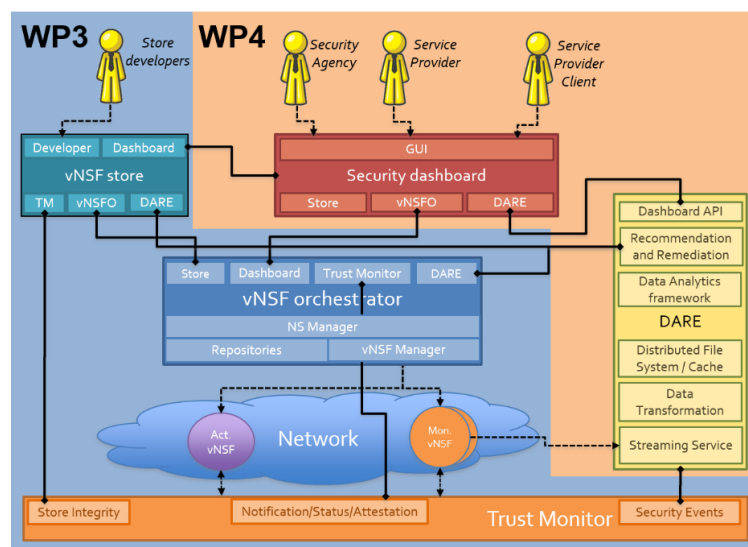 WP3
WP4
Store
developers
Security
Agency
Service
Provider
Service
Provider
Client
Developer
Dashboard
vNSF store
TM
vNSFO
DARE
GUI
Security dashboard
Store
vNSFO
DARE
Dashboard API
Recommendation
and Remediation
Data Analytics
framework
DARE
Distributed File
System / Cache
Data
Transformation
Streaming Service
Store
Dashboard
Trust Monitor
DARE
vNSF orchestrator
NS Manager
Repositories
vNSF Manager
Act.
vNSF
Network
Mon.
vNSF
Store Integrity
Notification/Status/Attestation
Trust Monitor
Security Events